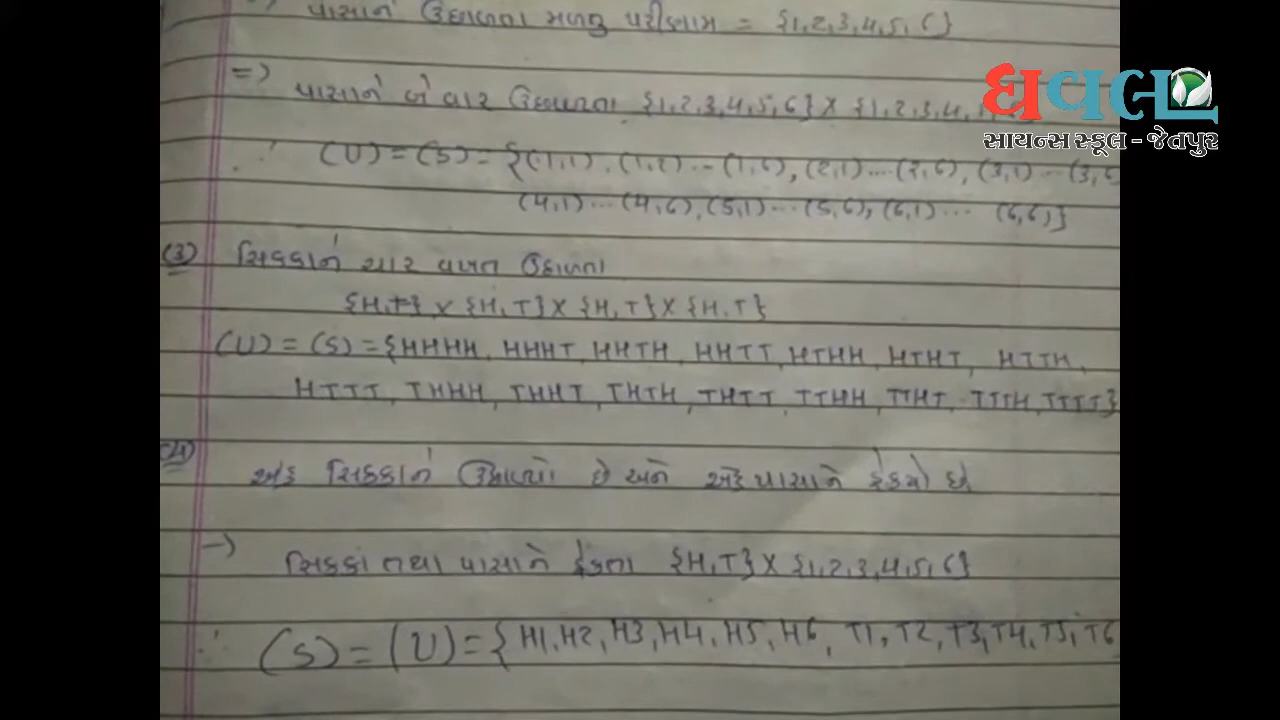 પાસાને ઉછાળતા મળતુ પરીણામ = {1,2,3,4,5,6}
=> પાસાને બે વાર ઉછાળતા {1,2,3,4,5,6} X {1,2,3,4,
ધવલ
સાયન્સ સ્કૂલ - જેતપુર
∴ (U) = (S) = {(1,1), (1,2) ... (1,6), (2,1) .... (2,6), (3,1) ... (3,6
(4,1) ... (4,6), (5,1) ... (5,6), (6,1) ... (6,6)}
(3) સિક્કાને ચાર વખત ઉછાળતા
{H,T} X {H,T} X {H,T} X {H,T}
(U) = (S) = {HHHH, HHHT, HHTH, HHTT, HTHH, HTHT, HTTH,
HTTT, THHH, THHT, THTH, THTT, TTHH, TTHT, TTTH, TTTT}
(4) એક સિક્કાને ઉછાળ્યો છે અને એક પાસાને ફેંક્યો છે
-> સિક્કા તથા પાસાને ફેંકતા {H,T} X {1,2,3,4,5,6}
∴ (S) = (U) = {H1, H2, H3, H4, H5, H6, T1, T2, T3, T4, T5, T6